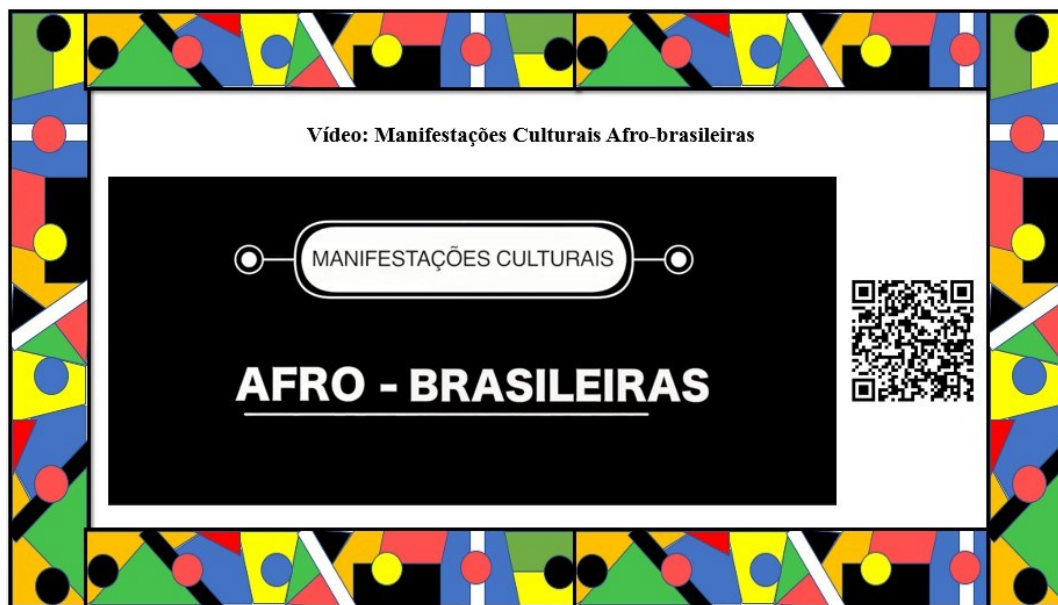 Vídeo: Manifestações Culturais Afro-brasileiras
MANIFESTAÇÕES CULTURAIS
AFRO - BRASILEIRAS